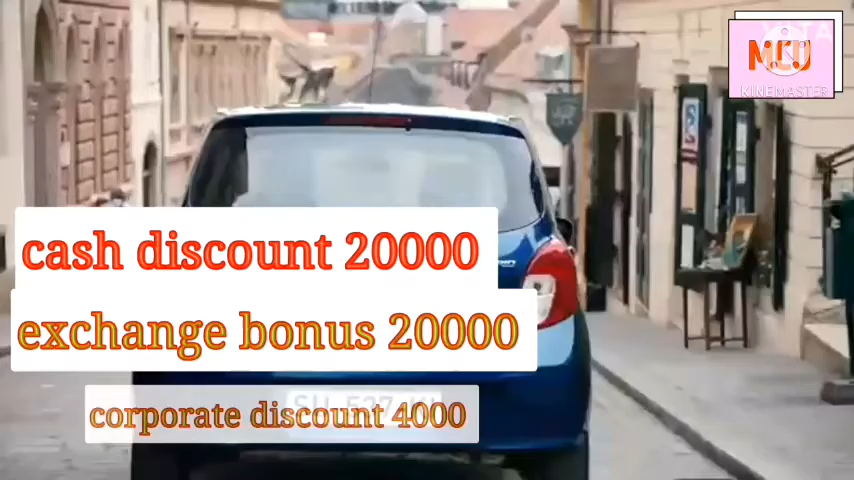 KINEMASTER
cash discount 20000
exchange bonus 20000
corporate discount 4000